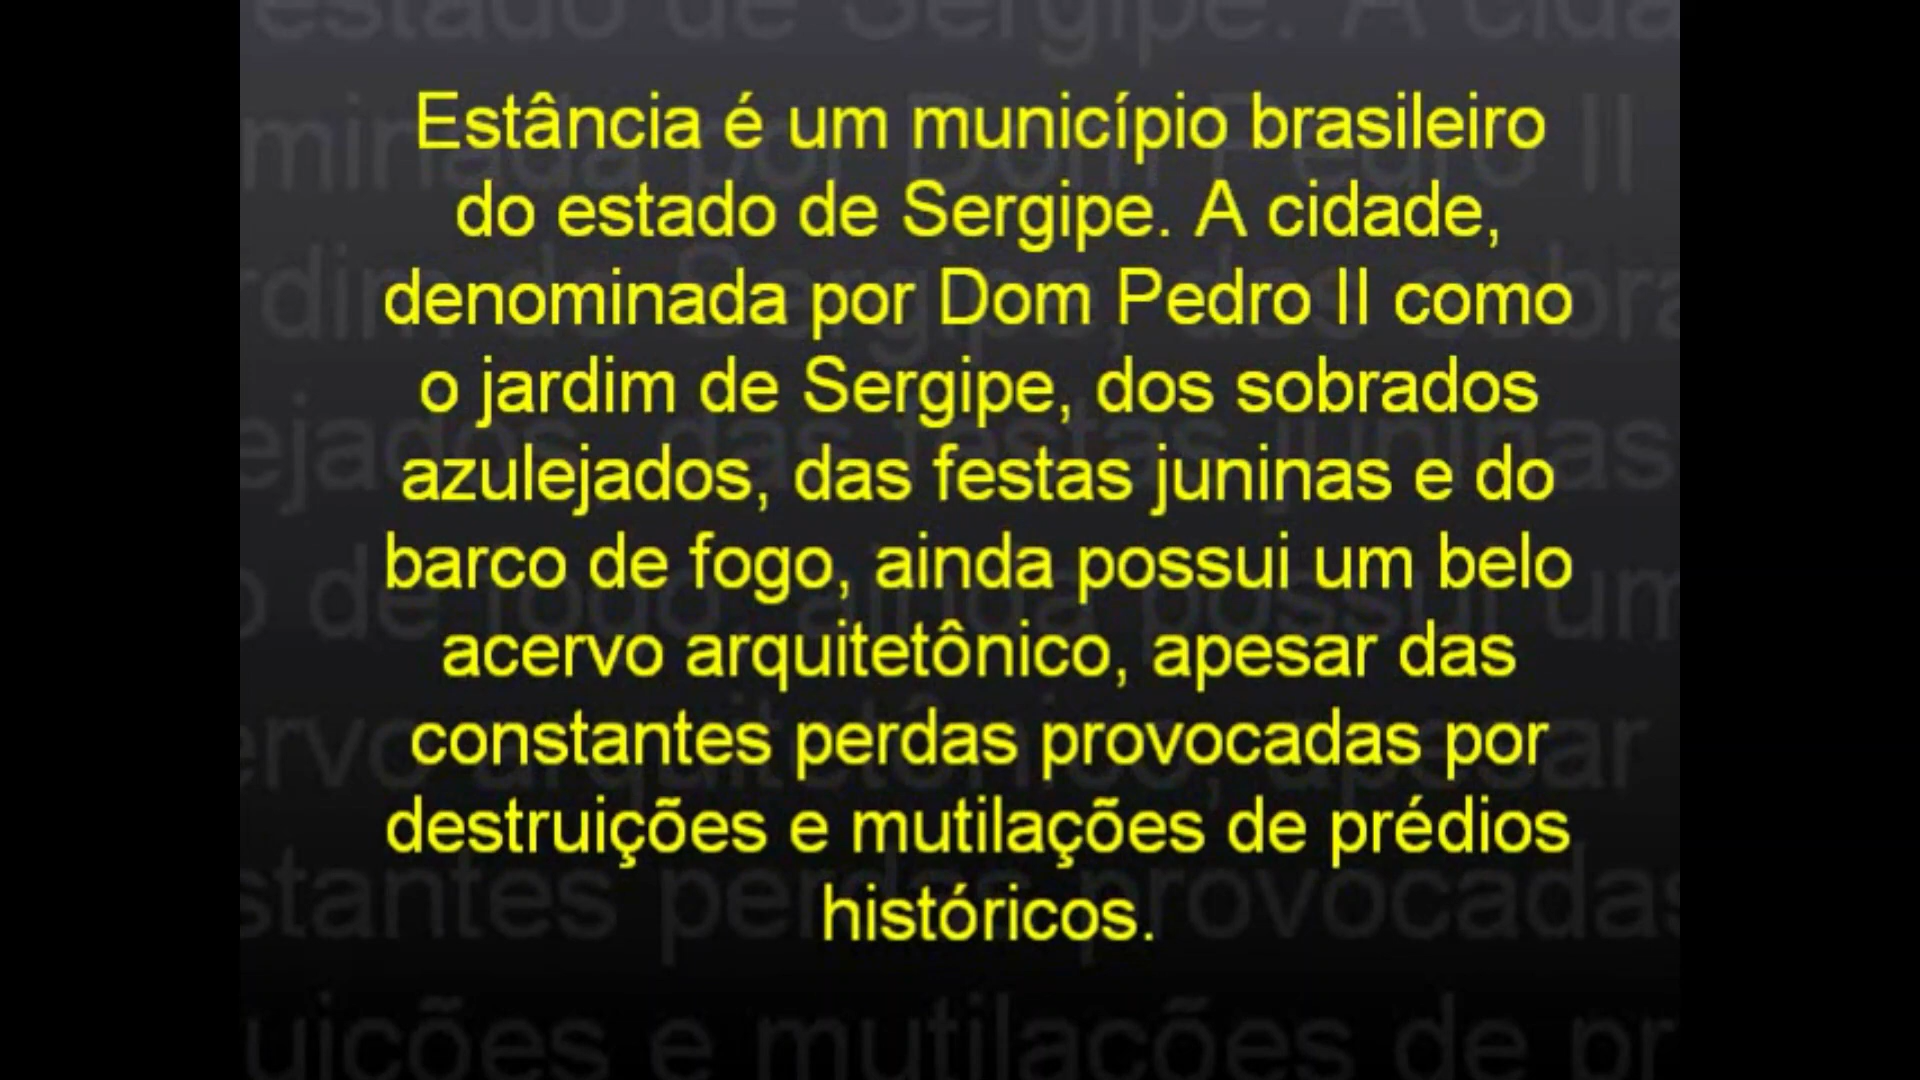 Estância é um município brasileiro
do estado de Sergipe. A cidade,
denominada por Dom Pedro II como
o jardim de Sergipe, dos sobrados
azulejados, das festas juninas e do
barco de fogo, ainda possui um belo
acervo arquitetônico, apesar das
constantes perdas provocadas por
destruições e mutilações de prédios
históricos.